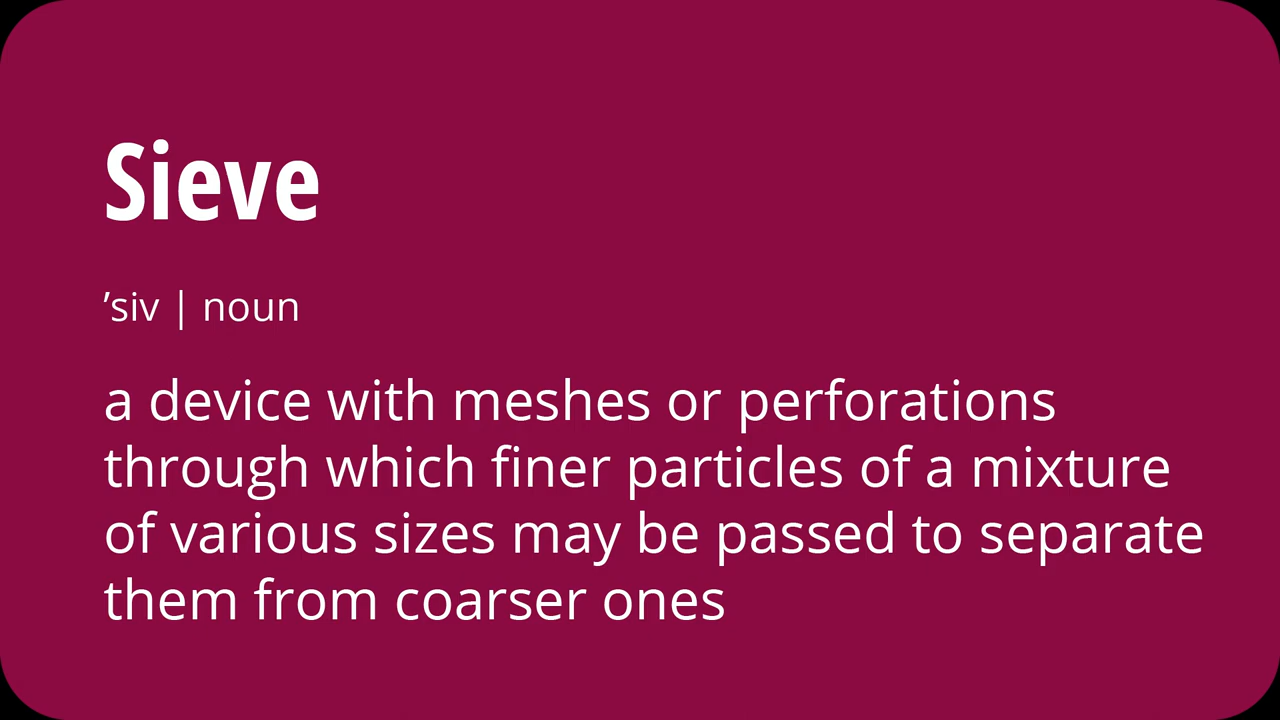 Sieve
’siv | noun
a device with meshes or perforations
through which finer particles of a mixture
of various sizes may be passed to separate
them from coarser ones